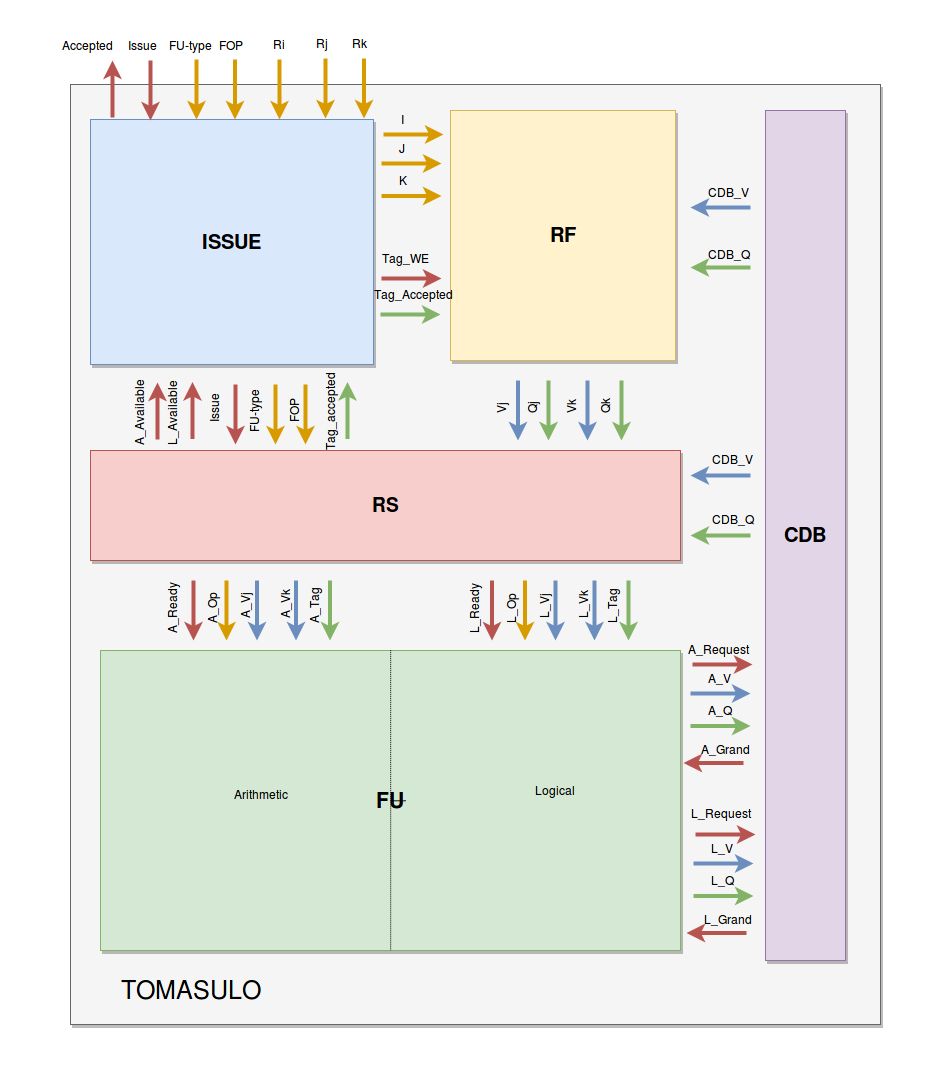 Accepted
Issue
FU-type
FOP
Ri
Rj
Rk
I
J
K
ISSUE
RF
CDB_V
CDB_Q
Tag_WE
Tag_Accepted
A_Available
L_Available
Issue
FU-type
FOP
Tag_accepted
Vj
Qj
Vk
Qk
RS
CDB_V
CDB_Q
CDB
A_Ready
A_Op
A_Vj
A_Vk
A_Tag
L_Ready
L_Op
L_Vj
L_Vk
L_Tag
A_Request
A_V
A_Q
A_Grand
Arithmetic
FU
Logical
L_Request
L_V
L_Q
L_Grand
TOMASULO